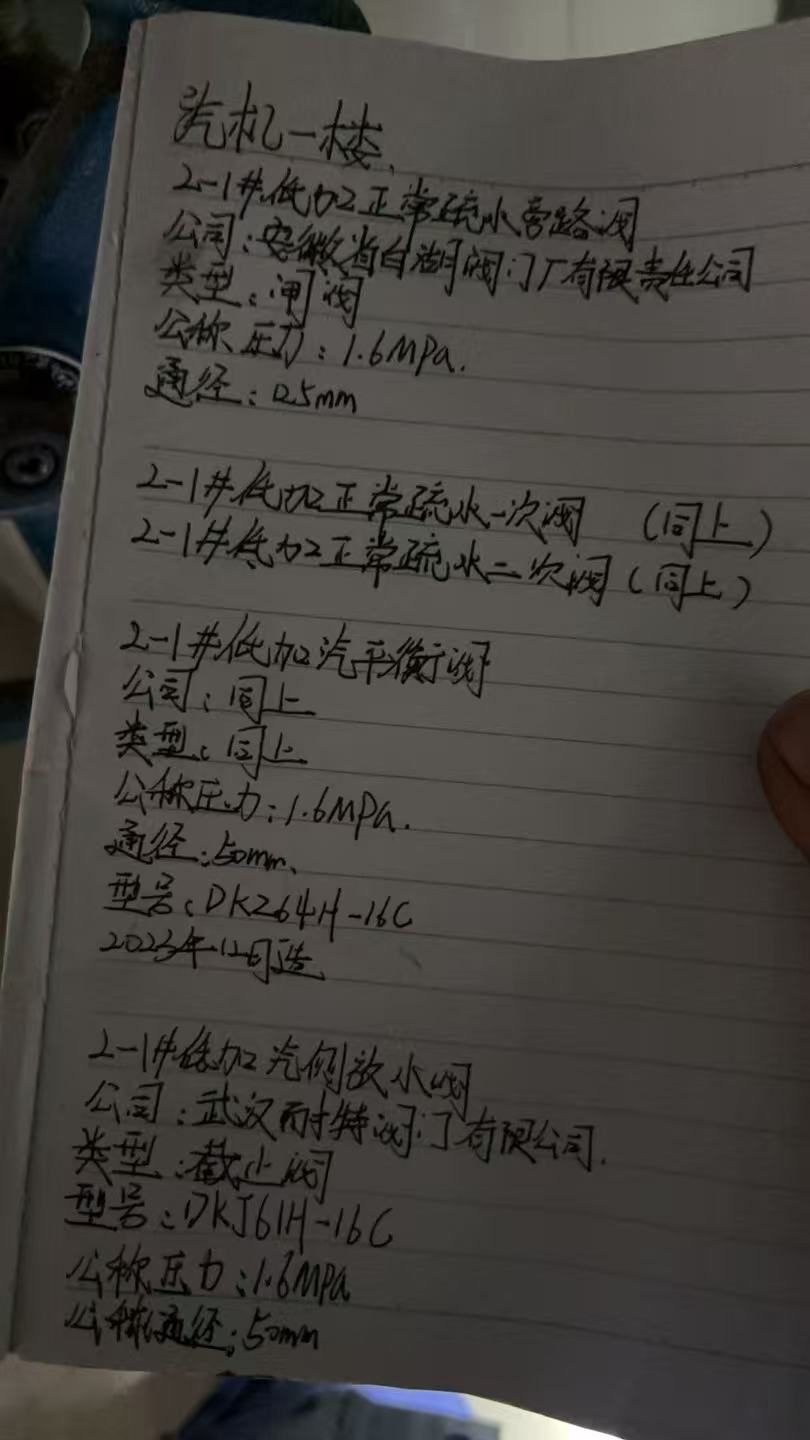 汽机一楼
2-1#低加正常疏水旁路阀
公司:安徽省白湖阀门厂有限责任公司
类型:闸阀
公称压力:1.6MPa.
通径:125mm
2-1#低加正常疏水一次阀 (同上)
2-1#低加正常疏水二次阀(同上)
2-1#低加汽平衡阀
公司:同上
类型:同上
公称压力:1.6MPa.
通径:50mm、
型号:DKZ64H-16C
2023年12月造
2-1#低加汽侧放水阀
公司:武汉耐特阀门有限公司.
类型:截止阀
型号:DKJ61H-16C
公称压力:1.6MPa
公称通径:50mm